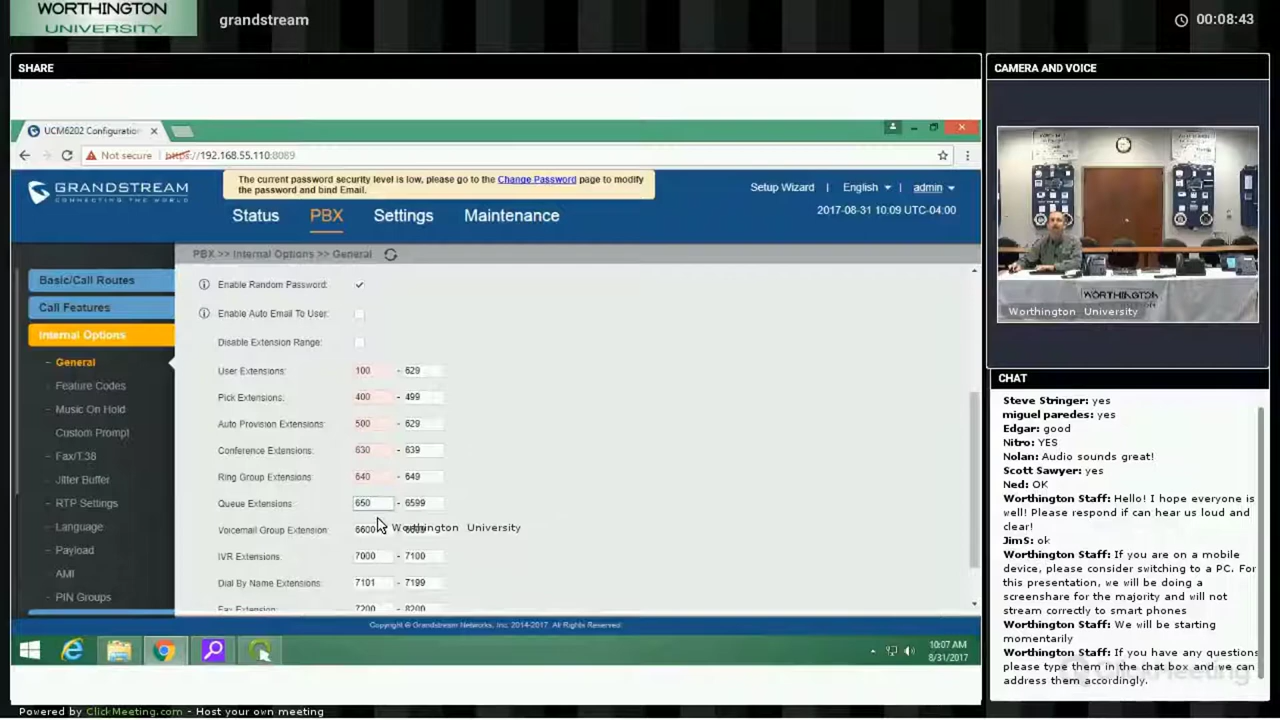 WORTHINGTON
UNIVERSITY
grandstream
00:08:43
SHARE
UCM6202 Configuration
Not secure | https://192.168.55.110:8089
GRANDSTREAM
CONNECTING THE WORLD
The current password security level is low, please go to the Change Password page to modify
the password and bind Email.
Setup Wizard | English | admin
2017-08-31 10:09 UTC-04:00
Status PBX Settings Maintenance
PBX >> Internal Options >> General
Basic/Call Routes
Call Features
Internal Options
- General
- Feature Codes
- Music On Hold
- Custom Prompt
- Fax/T.38
- Jitter Buffer
- RTP Settings
- Language
- Payload
- AMI
- PIN Groups
Enable Random Password:
Enable Auto Email To User:
Disable Extension Range:
User Extensions: 100 - 629
Pick Extensions: 400 - 499
Auto Provision Extensions: 500 - 629
Conference Extensions: 630 - 639
Ring Group Extensions: 640 - 649
Queue Extensions: 650 - 6599
Voicemail Group Extension: 6600
Worthington University
IVR Extensions: 7000 - 7100
Dial By Name Extensions: 7101 - 7199
Fax Extension: 7200 - 8200
Copyright © Grandstream Networks, Inc. 2014-2017. All Rights Reserved.
10:07 AM
8/31/2017
CAMERA AND VOICE
WORTHINGTON
Worthington University
CHAT
Steve Stringer: yes
miguel paredes: yes
Edgar: good
Nitro: YES
Nolan: Audio sounds great!
Scott Sawyer: yes
Ned: OK
Worthington Staff: Hello! I hope everyone is
well! Please respond if can hear us loud and
clear!
JimS: ok
Worthington Staff: If you are on a mobile
device, please consider switching to a PC. For
this presentation, we will be doing a
screenshare for the majority and will not
stream correctly to smart phones
Worthington Staff: We will be starting
momentarily
Worthington Staff: If you have any questions
please type them in the chat box and we can
address them accordingly.
ClickMeeting
Powered by ClickMeeting.com - Host your own meeting